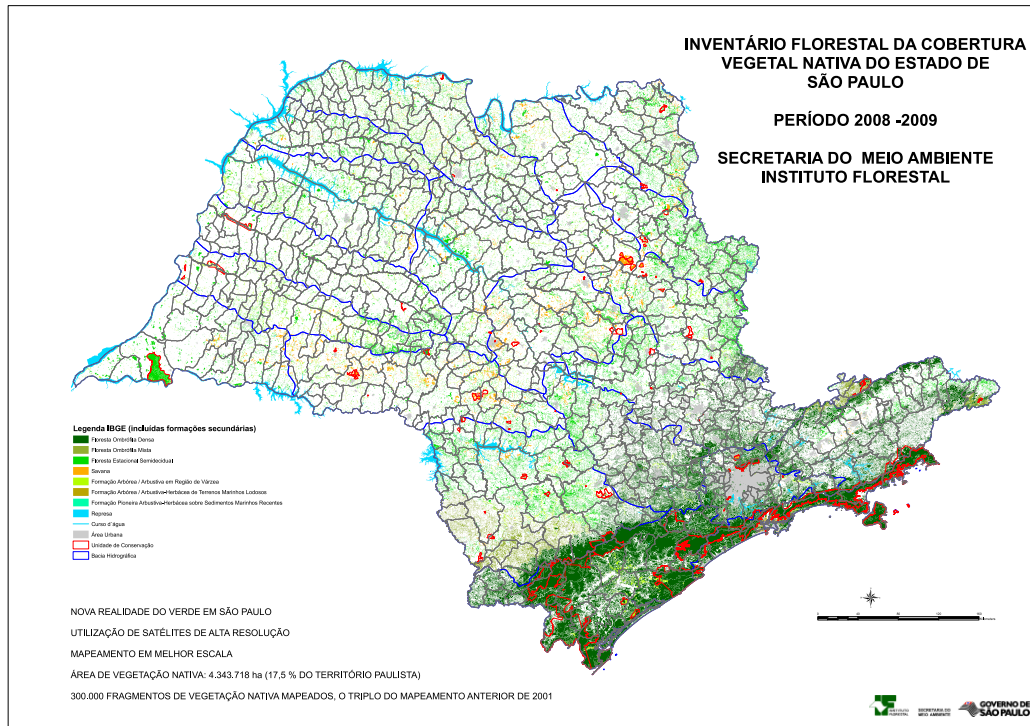 INVENTÁRIO FLORESTAL DA COBERTURA
VEGETAL NATIVA DO ESTADO DE
SÃO PAULO
PERÍODO 2008 -2009
SECRETARIA DO MEIO AMBIENTE
INSTITUTO FLORESTAL
Legenda IBGE (incluídas formações secundárias)
Floresta Ombrófila Densa
Floresta Ombrófila Mista
Floresta Estacional Semidecidual
Savana
Formação Arbórea / Arbustiva em Região de Várzea
Formação Arbórea / Arbustiva-Herbácea de Terrenos Marinhos Lodosos
Formação Pioneira Arbustiva-Herbácea sobre Sedimentos Marinhos Recentes
Represa
Curso d'água
Área Urbana
Unidade de Conservação
Bacia Hidrográfica
NOVA REALIDADE DO VERDE EM SÃO PAULO
UTILIZAÇÃO DE SATÉLITES DE ALTA RESOLUÇÃO
MAPEAMENTO EM MELHOR ESCALA
ÁREA DE VEGETAÇÃO NATIVA: 4.343.718 ha (17,5 % DO TERRITÓRIO PAULISTA)
300.000 FRAGMENTOS DE VEGETAÇÃO NATIVA MAPEADOS, O TRIPLO DO MAPEAMENTO ANTERIOR DE 2001
INSTITUTO
FLORESTAL
SECRETARIA DO
MEIO AMBIENTE
GOVERNO DE
SÃO PAULO